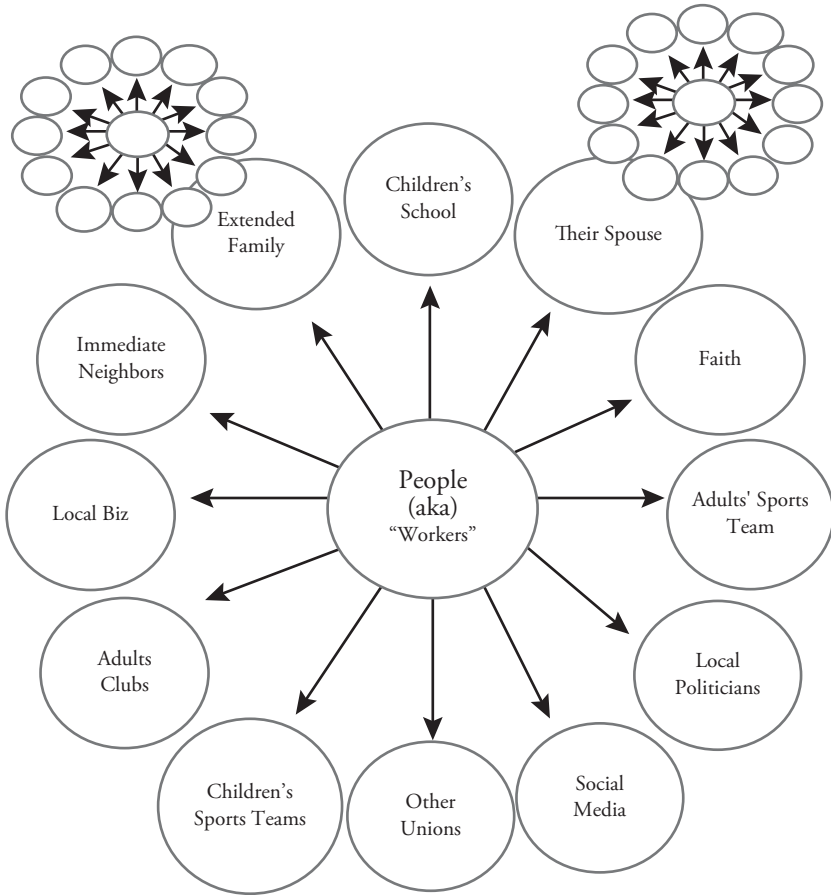 Children’s
School
Extended
Family
Their Spouse
Immediate
Neighbors
Faith
People
(aka)
“Workers”
Local Biz
Adults' Sports
Team
Adults
Clubs
Local
Politicians
Children’s
Sports Teams
Other
Unions
Social
Media